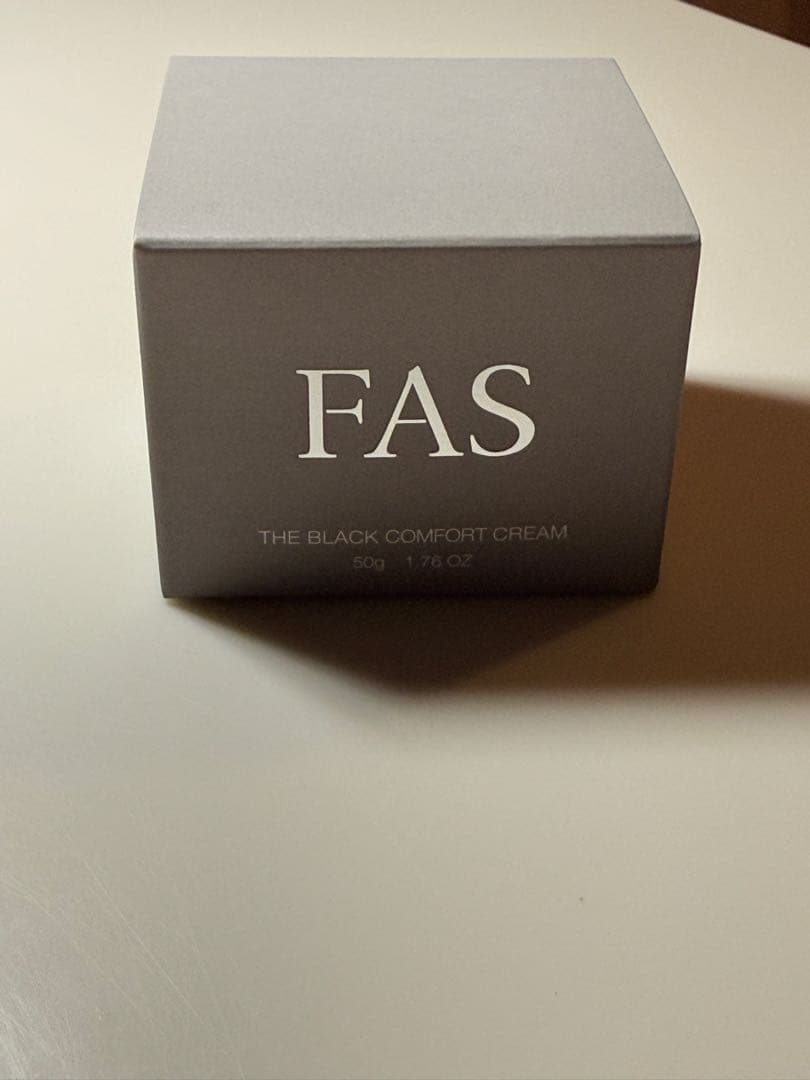 FAS
THE BLACK COMFORT CREAM
50g 1.76 OZ